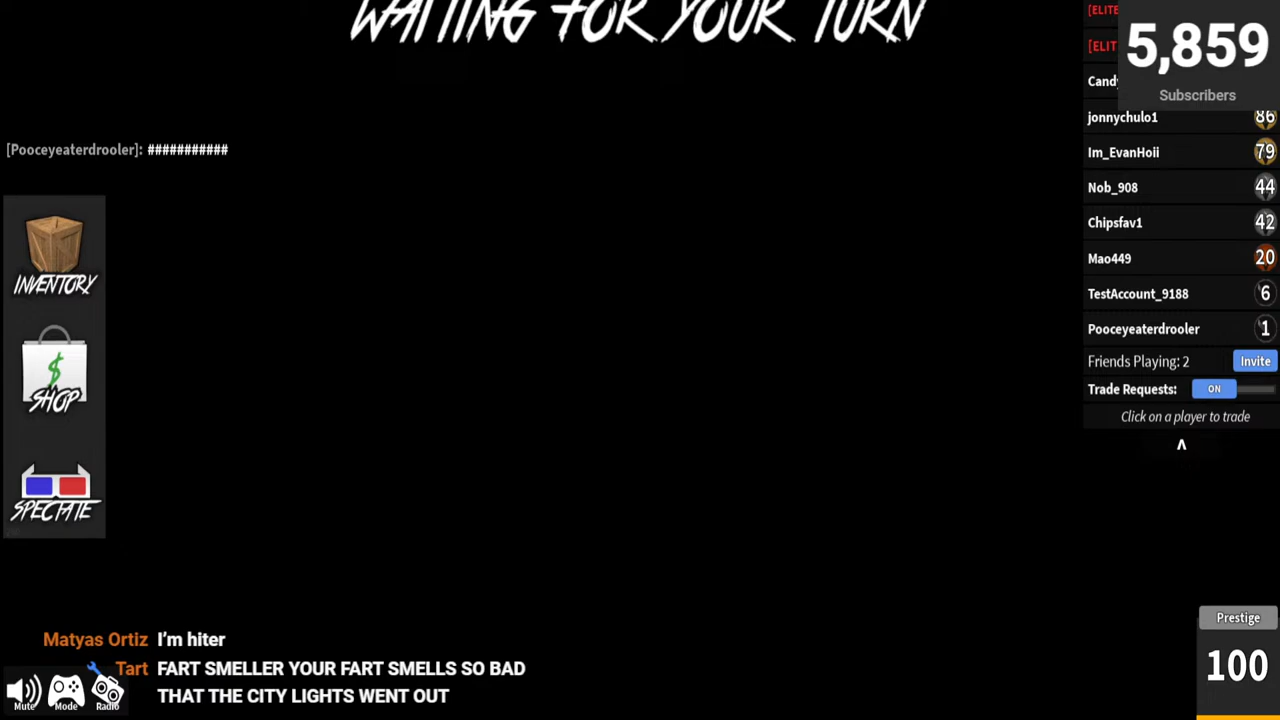 WAITING FOR YOUR TURN
[ELITE
[ELIT
5,859
Subscribers
Candy
jonnychulo1 86
Im_EvanHoii 79
Nob_908 44
Chipsfav1 42
Mao449 20
TestAccount_9188 6
Pooceyeaterdrooler 1
Friends Playing: 2 Invite
Trade Requests: ON
Click on a player to trade
^
[Pooceyeaterdrooler]: ###########
INVENTORY
$
SHOP
SPECTATE
Prestige
100
Matyas Ortiz I'm hiter
Tart FART SMELLER YOUR FART SMELLS SO BAD
THAT THE CITY LIGHTS WENT OUT
Mute Mode Radio